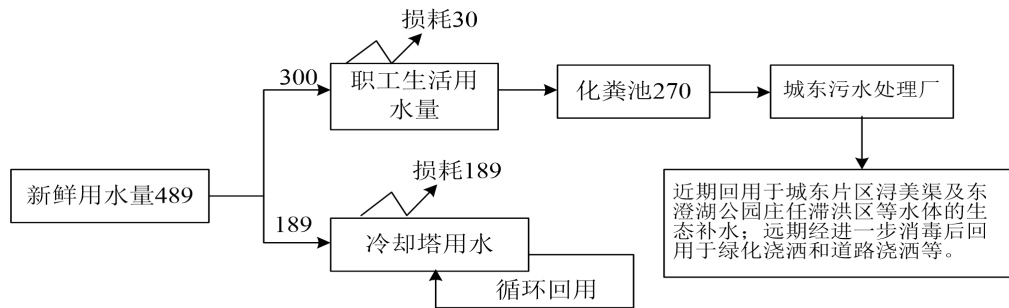 损耗30
300
职工生活用
水量
化粪池270
城东污水处理厂
新鲜用水量489
损耗189
189
冷却塔用水
循环回用
近期回用于城东片区浔美渠及东
澄湖公园庄任滞洪区等水体的生
态补水；远期经进一步消毒后回
用于绿化浇洒和道路浇洒等。